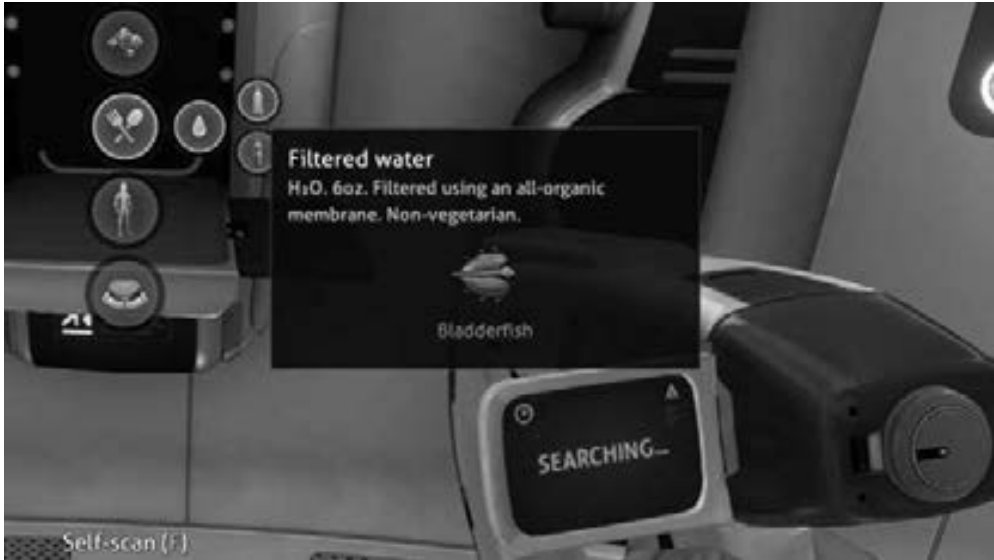 Filtered water
H₂O. 6oz. Filtered using an all-organic
membrane. Non-vegetarian.
Bladderfish
SEARCHING...
Self-scan (F)